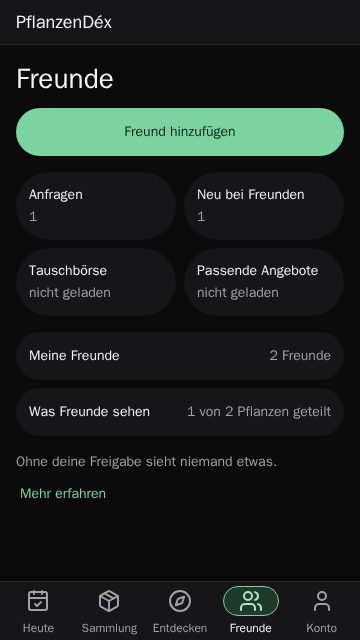 PflanzenDéx
Freunde
Freund hinzufügen
Anfragen
1
Neu bei Freunden
1
Tauschbörse
nicht geladen
Passende Angebote
nicht geladen
Meine Freunde
2 Freunde
Was Freunde sehen
1 von 2 Pflanzen geteilt
Ohne deine Freigabe sieht niemand etwas.
Mehr erfahren
Heute
Sammlung
Entdecken
Freunde
Konto